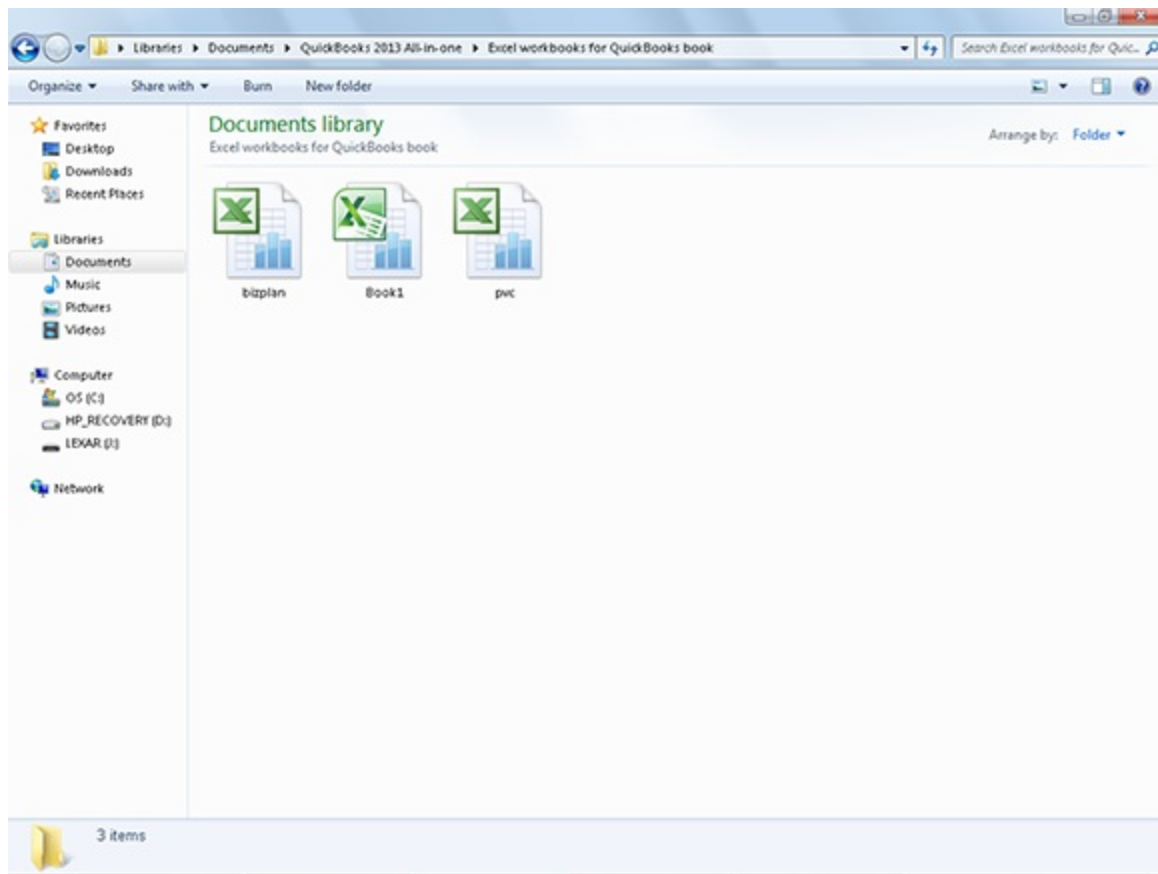 Libraries ▸ Documents ▸ QuickBooks 2013 All-in-one ▸ Excel workbooks for QuickBooks book
Search Excel workbooks for Quic...
Organize Share with Burn New folder
Favorites
Desktop
Downloads
Recent Places
Libraries
Documents
Music
Pictures
Videos
Computer
OS (C:)
HP_RECOVERY (D:)
LEXAR (J:)
Network
Documents library
Excel workbooks for QuickBooks book
Arrange by: Folder
bizplan Book1 pvc
3 items